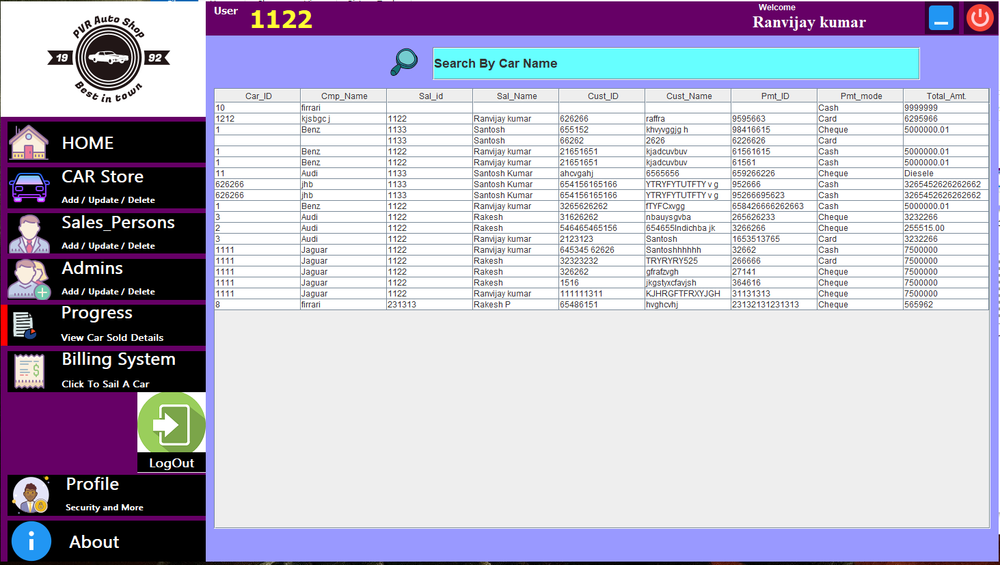 PVR Auto Shop
19 92
Best in town
User 1122
Welcome
Ranvijay kumar
HOME
CAR Store
Add / Update / Delete
Sales_Persons
Add / Update / Delete
Admins
Add / Update / Delete
Progress
View Car Sold Details
Billing System
Click To Sail A Car
LogOut
Profile
Security and More
About
Search By Car Name
Car_ID Cmp_Name Sal_id Sal_Name Cust_ID Cust_Name Pmt_ID Pmt_mode Total_Amt.
10 firrari Cash 9999999
1212 kjsbgc j 1122 Ranvijay kumar 626266 raffra 9595663 Card 6295966
1 Benz 1133 Santosh 655152 khvyvggjg h 98416615 Cheque 5000000.01
1133 Santosh 66262 2626 6226626 Card
1 Benz 1122 Ranvijay kumar 21651651 kjadcuvbuv 61561615 Cash 5000000.01
1 Benz 1122 Ranvijay kumar 21651651 kjadcuvbuv 61561 Cash 5000000.01
11 Audi 1133 Santosh Kumar ahcvgahj 6565656 659266226 Cheque Diesele
626266 jhb 1133 Santosh Kumar 654156165166 YTRYFYTUTFTY v g 952666 Cash 3265452626262662
626266 jhb 1133 Santosh Kumar 654156165166 YTRYFYTUTFTY v g 95266695623 Cash 3265452626262662
1 Benz 1122 Ranvijay kumar 3265626262 fTYFCxvgg 658426666262663 Cash 5000000.01
3 Audi 1122 Rakesh 31626262 nbauysgvba 265626233 Cheque 3232266
2 Audi 1122 Rakesh 546465465156 654655Indichba jk 3266266 Cheque 255515.00
3 Audi 1122 Ranvijay kumar 2123123 Santosh 1653513765 Card 3232266
1111 Jaguar 1122 Ranvijay kumar 645345 62626 Santoshhhhhh 32662 Cash 7500000
1111 Jaguar 1122 Rakesh 32323232 TRYRYRY525 266666 Card 7500000
1111 Jaguar 1122 Rakesh 326262 gfrafzvgh 27141 Cheque 7500000
1111 Jaguar 1122 Rakesh 1516 jkgstyxcfavjsh 364616 Cheque 7500000
1111 Jaguar 1122 Ranvijay kumar 111111311 KJHRGFTFRXYJGH 31131313 Cheque 7500000
8 firrari 231313 Rakesh P 65486151 hvghcvhj 23132131231313 Cheque 565962